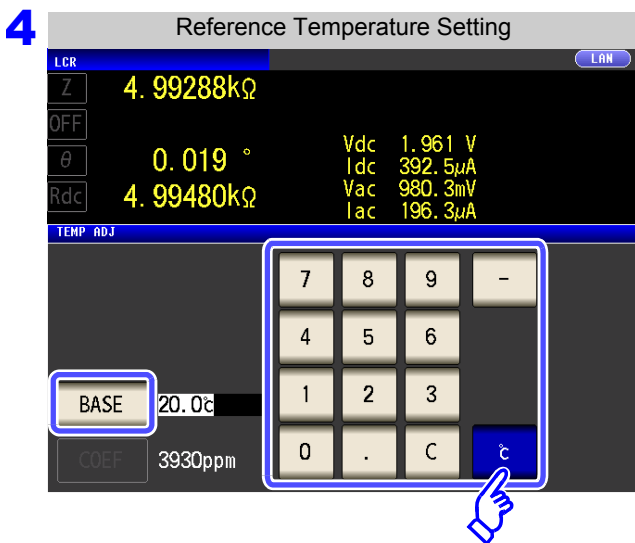 4 Reference Temperature Setting
LCR LAN
Z 4.99288kΩ
OFF
θ 0.019 °
Rdc 4.99480kΩ
Vdc 1.961 V
Idc 392.5μA
Vac 980.3mV
Iac 196.3μA
TEMP ADJ
7 8 9 -
4 5 6
1 2 3
0 . C ℃
BASE 20.0℃
COEF 3930ppm